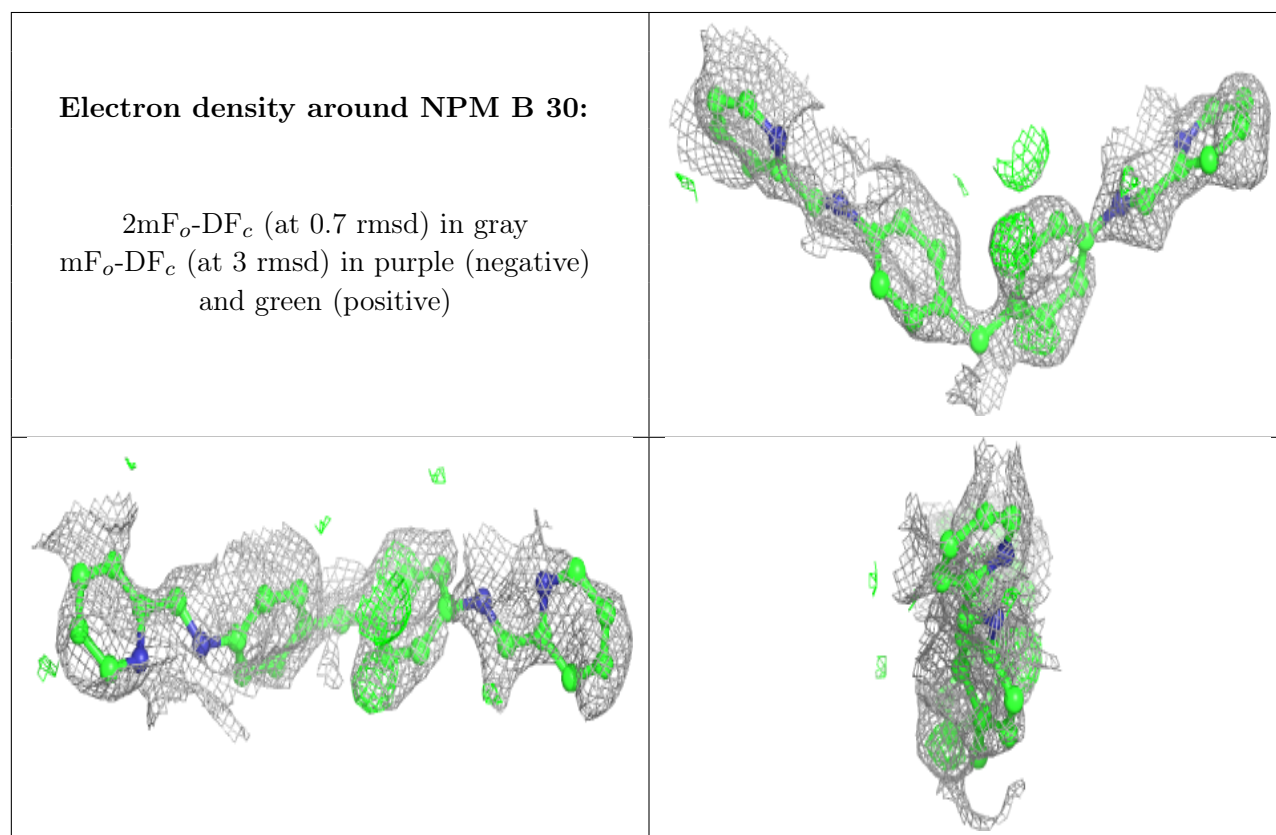 Electron density around NPM B 30:
2mFo-DFc (at 0.7 rmsd) in gray
mFo-DFc (at 3 rmsd) in purple (negative)
and green (positive)